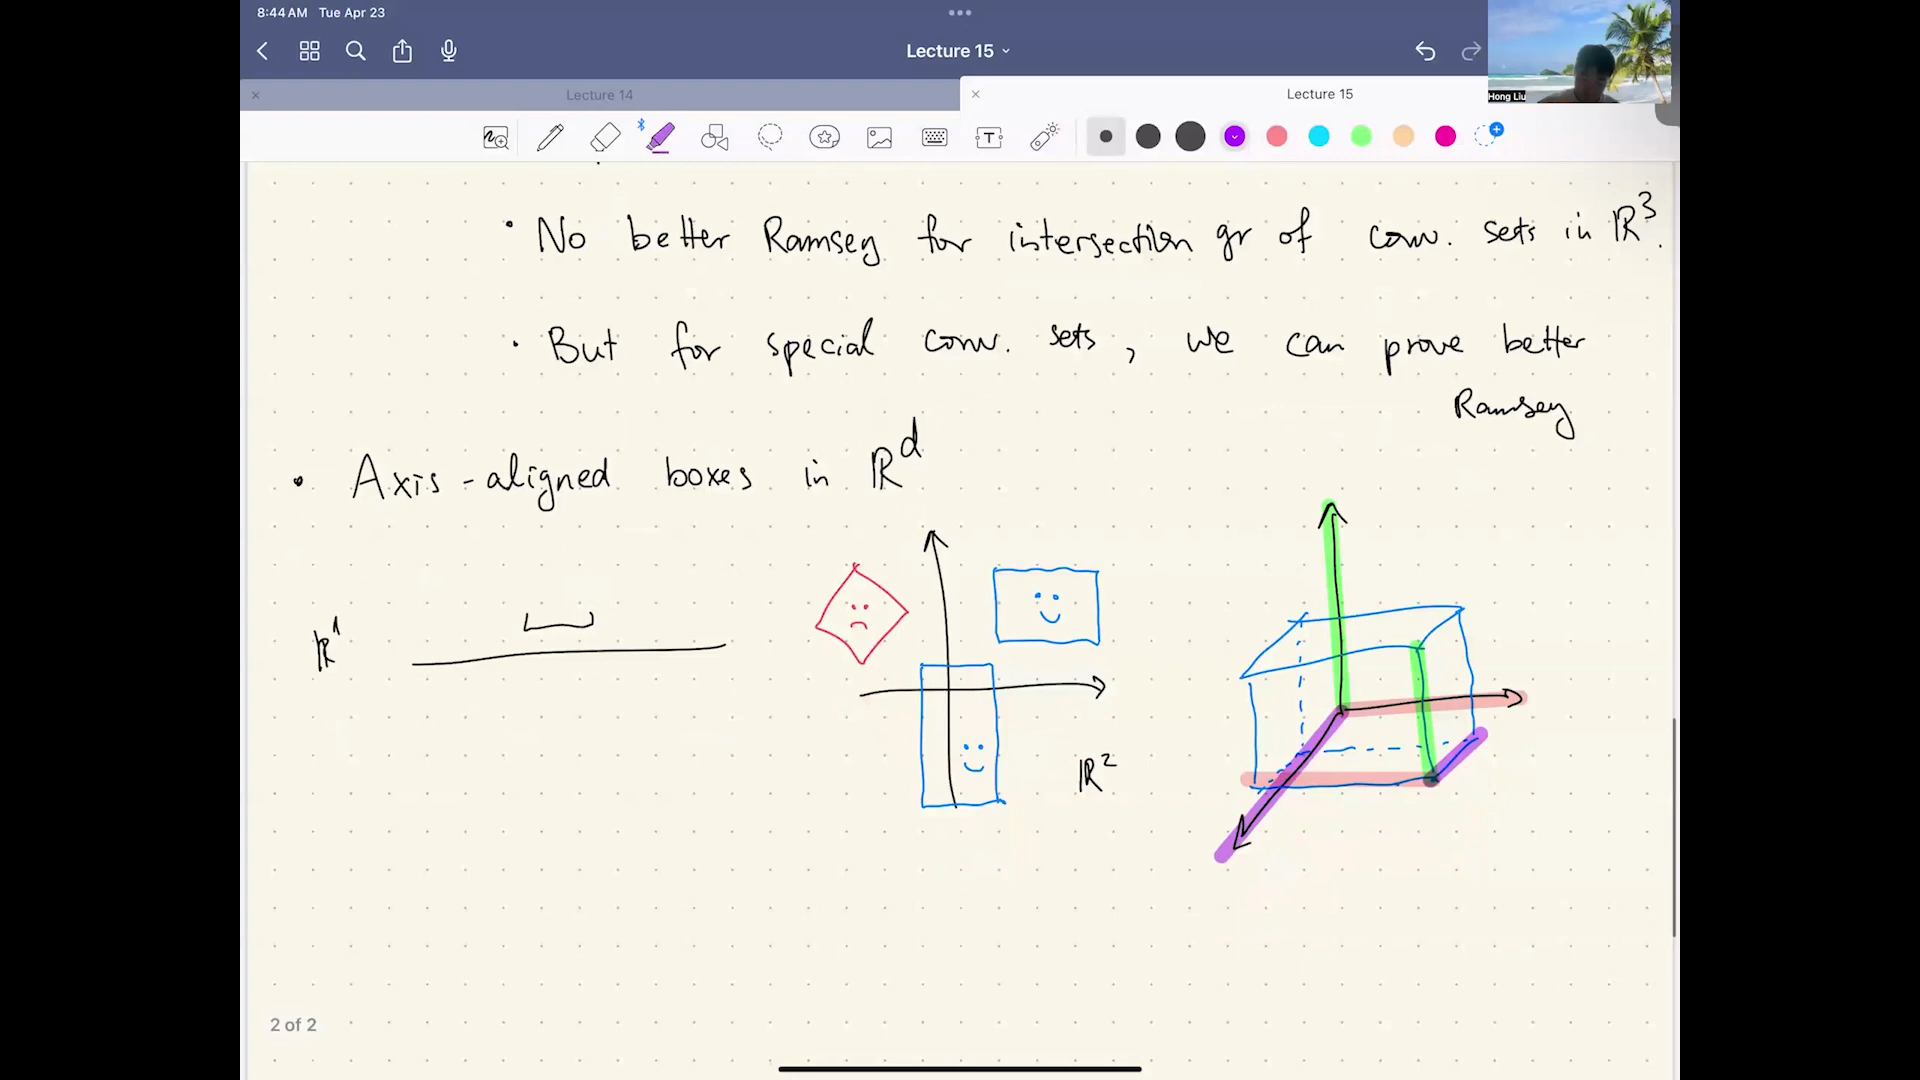 8:44 AM Tue Apr 23
Lecture 15
Lecture 14
Lecture 15
Hong Liu
T
• No better Ramsey for intersection gr of conv. sets in ℝ³.
• But for special conv. sets, we can prove better
Ramsey
• Axis-aligned boxes in ℝᵈ
ℝ¹
ℝ²
2 of 2